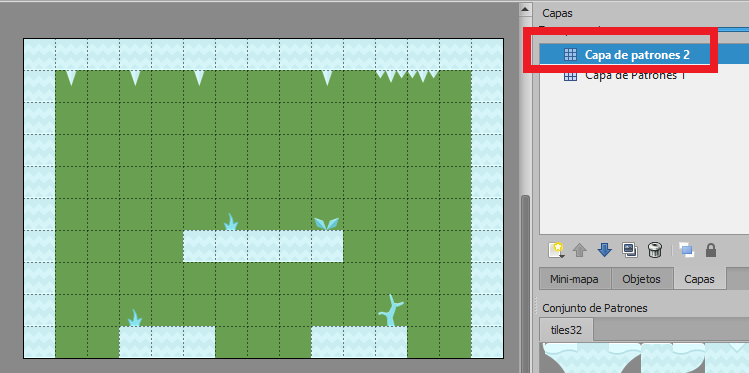 Capas
Capa de patrones 2
Capa de Patrones 1
Mini-mapa
Objetos
Capas
Conjunto de Patrones
tiles32